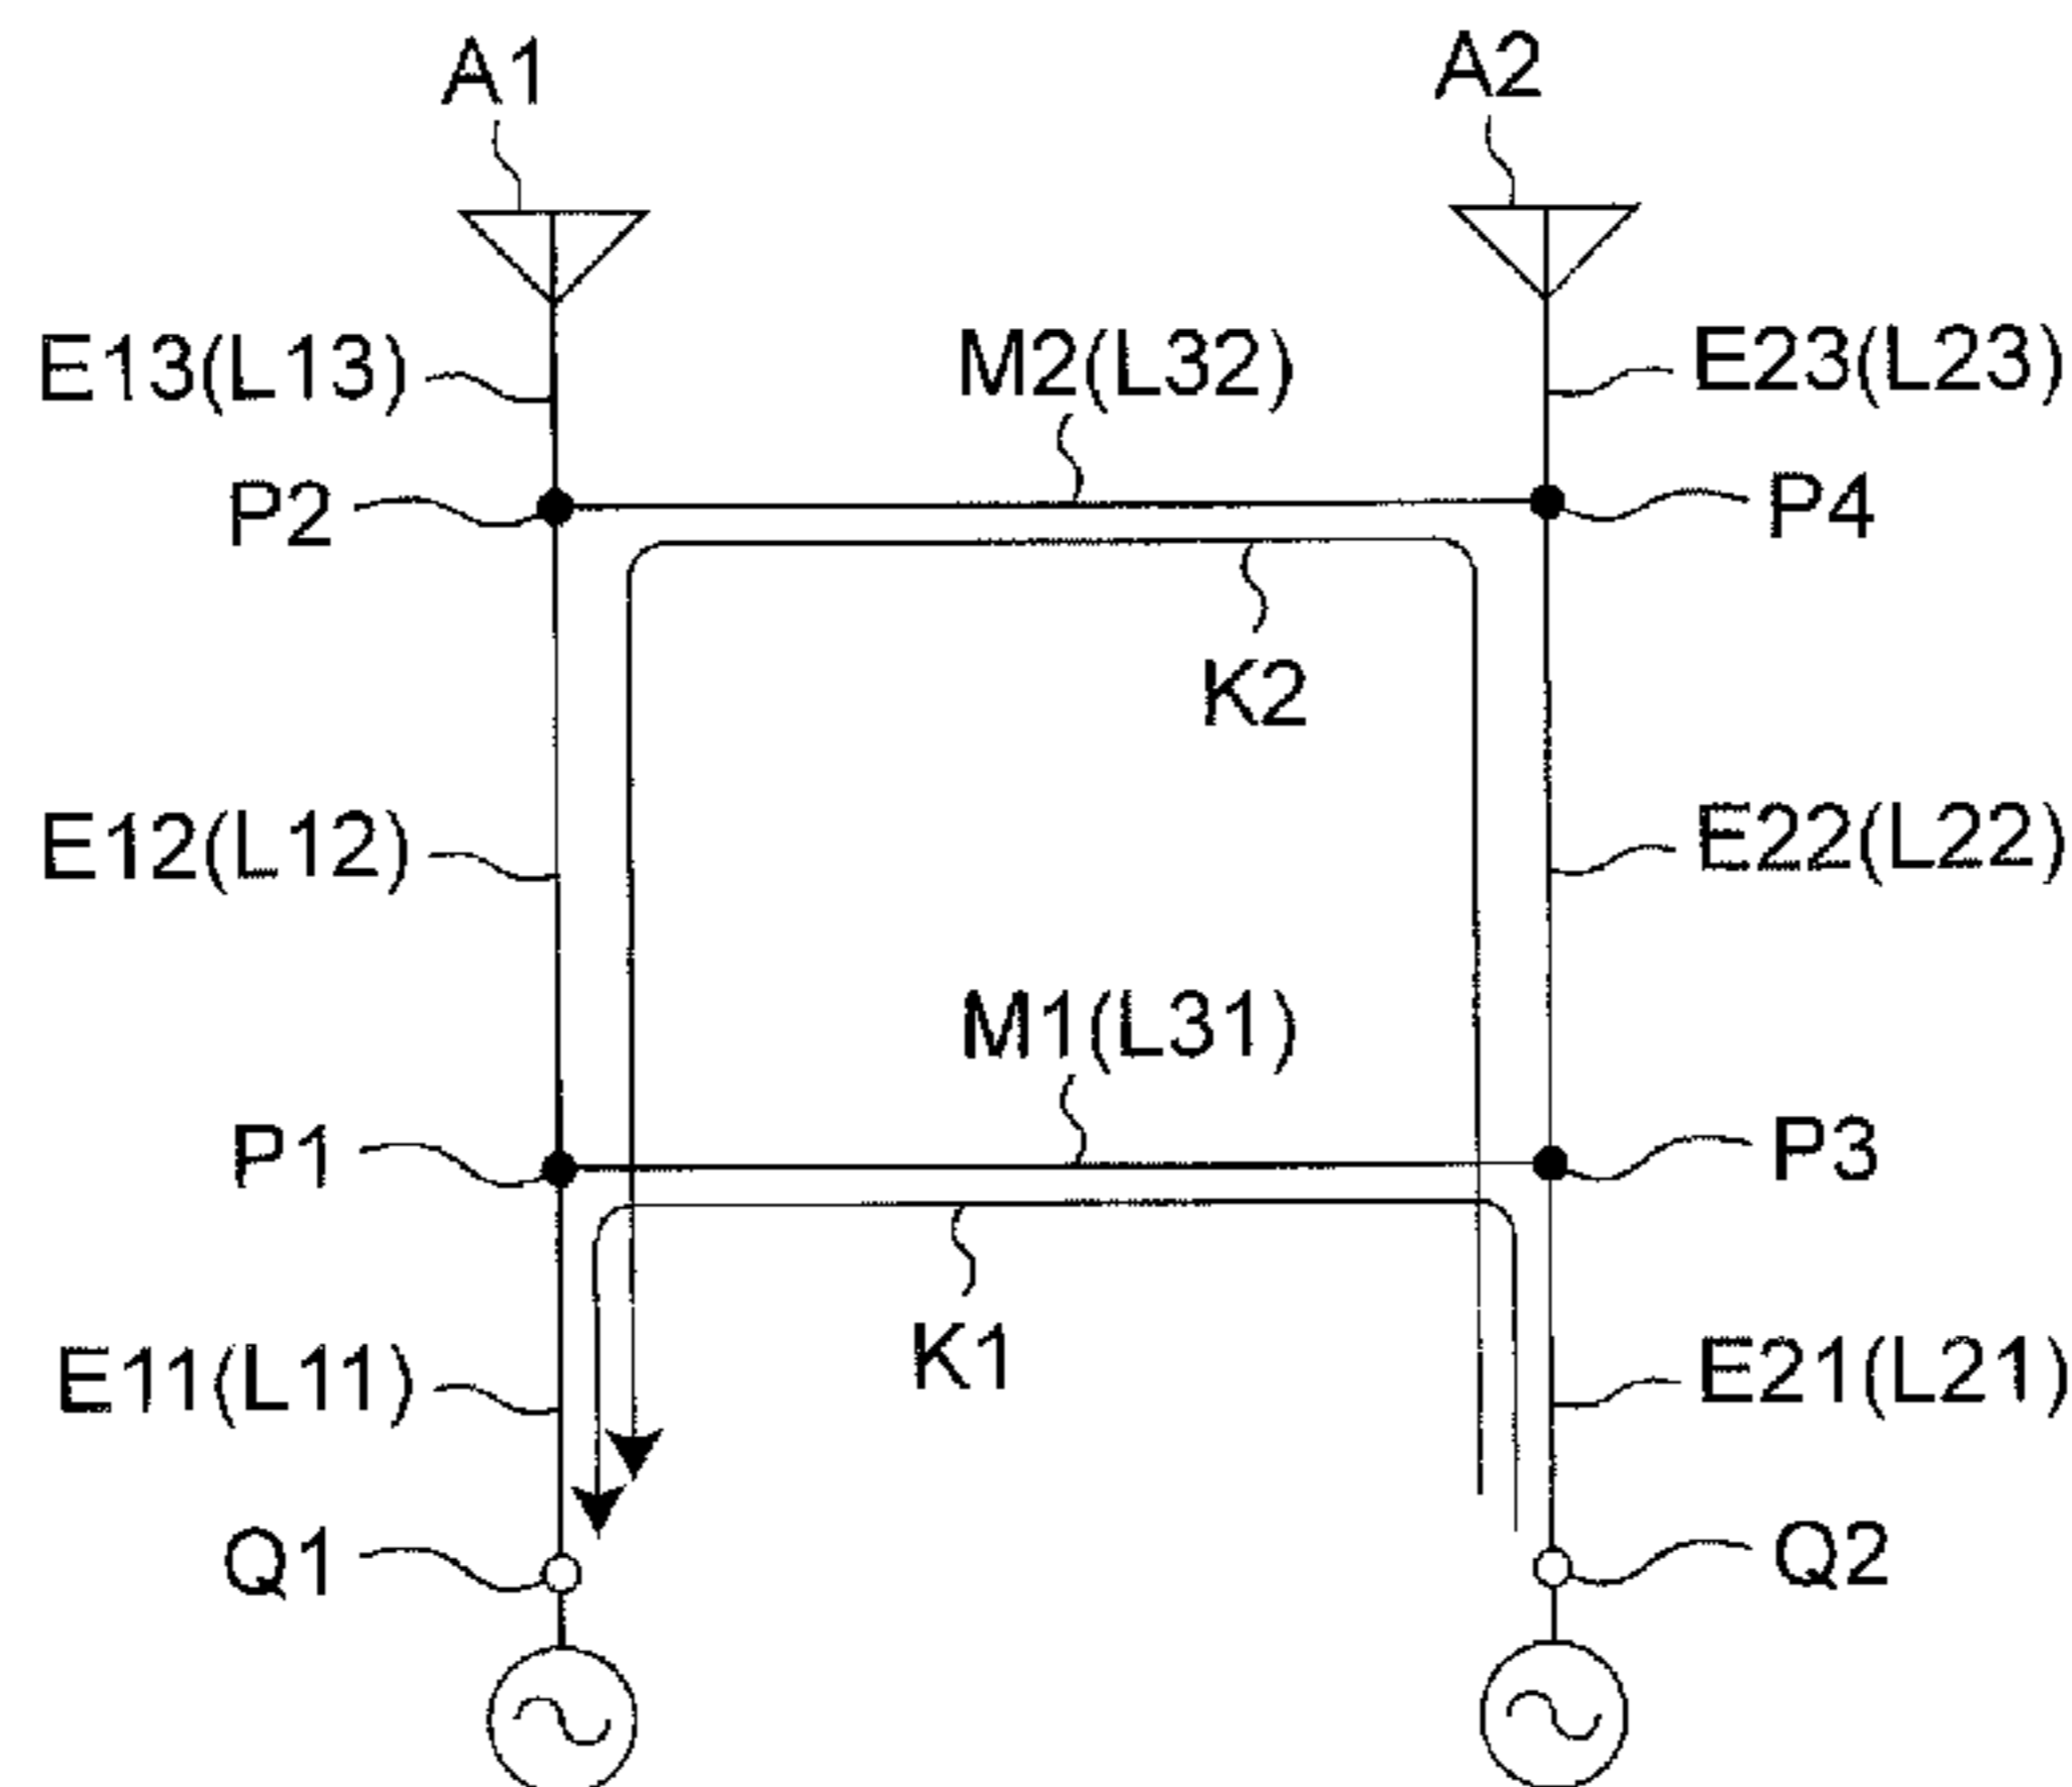 A1 A2
E13(L13) M2(L32) E23(L23)
P2 P4
K2
E12(L12) E22(L22)
M1(L31)
P1 P3
K1
E11(L11) E21(L21)
Q1 Q2